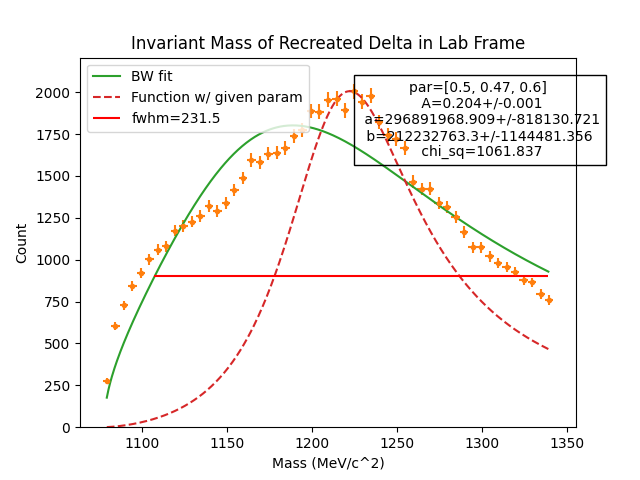 Invariant Mass of Recreated Delta in Lab Frame
BW fit
Function w/ given param
fwhm=231.5
par=[0.5, 0.47, 0.6]
A=0.204+/-0.001
a=296891968.909+/-818130.721
b=212232763.3+/-1144481.356
chi_sq=1061.837
Count
2000
1750
1500
1250
1000
750
500
250
0
1100
1150
1200
1250
1300
1350
Mass (MeV/c^2)